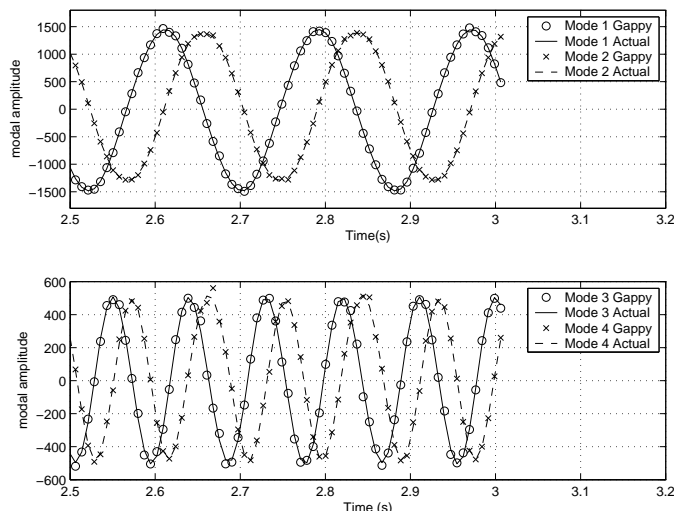 1500
1000
500
0
−500
−1000
−1500
modal amplitude
Mode 1 Gappy
Mode 1 Actual
Mode 2 Gappy
Mode 2 Actual
2.5 2.6 2.7 2.8 2.9 3 3.1 3.2
Time(s)
600
400
200
0
−200
−400
−600
modal amplitude
Mode 3 Gappy
Mode 3 Actual
Mode 4 Gappy
Mode 4 Actual
2.5 2.6 2.7 2.8 2.9 3 3.1 3.2
Time (s)